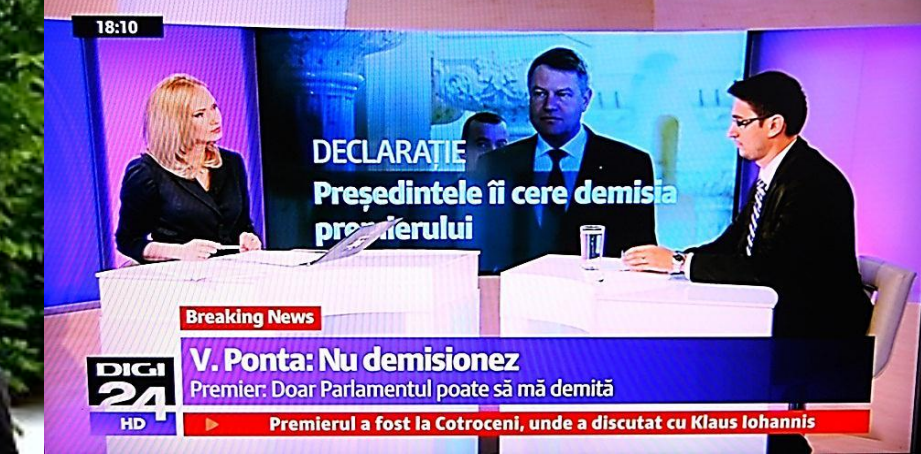 18:10
DECLARAȚIE
Președintele îi cere demisia
premierului
Breaking News
V. Ponta: Nu demisionez
Premier: Doar Parlamentul poate să mă demită
DIGI
24
HD
Premierul a fost la Cotroceni, unde a discutat cu Klaus Iohannis